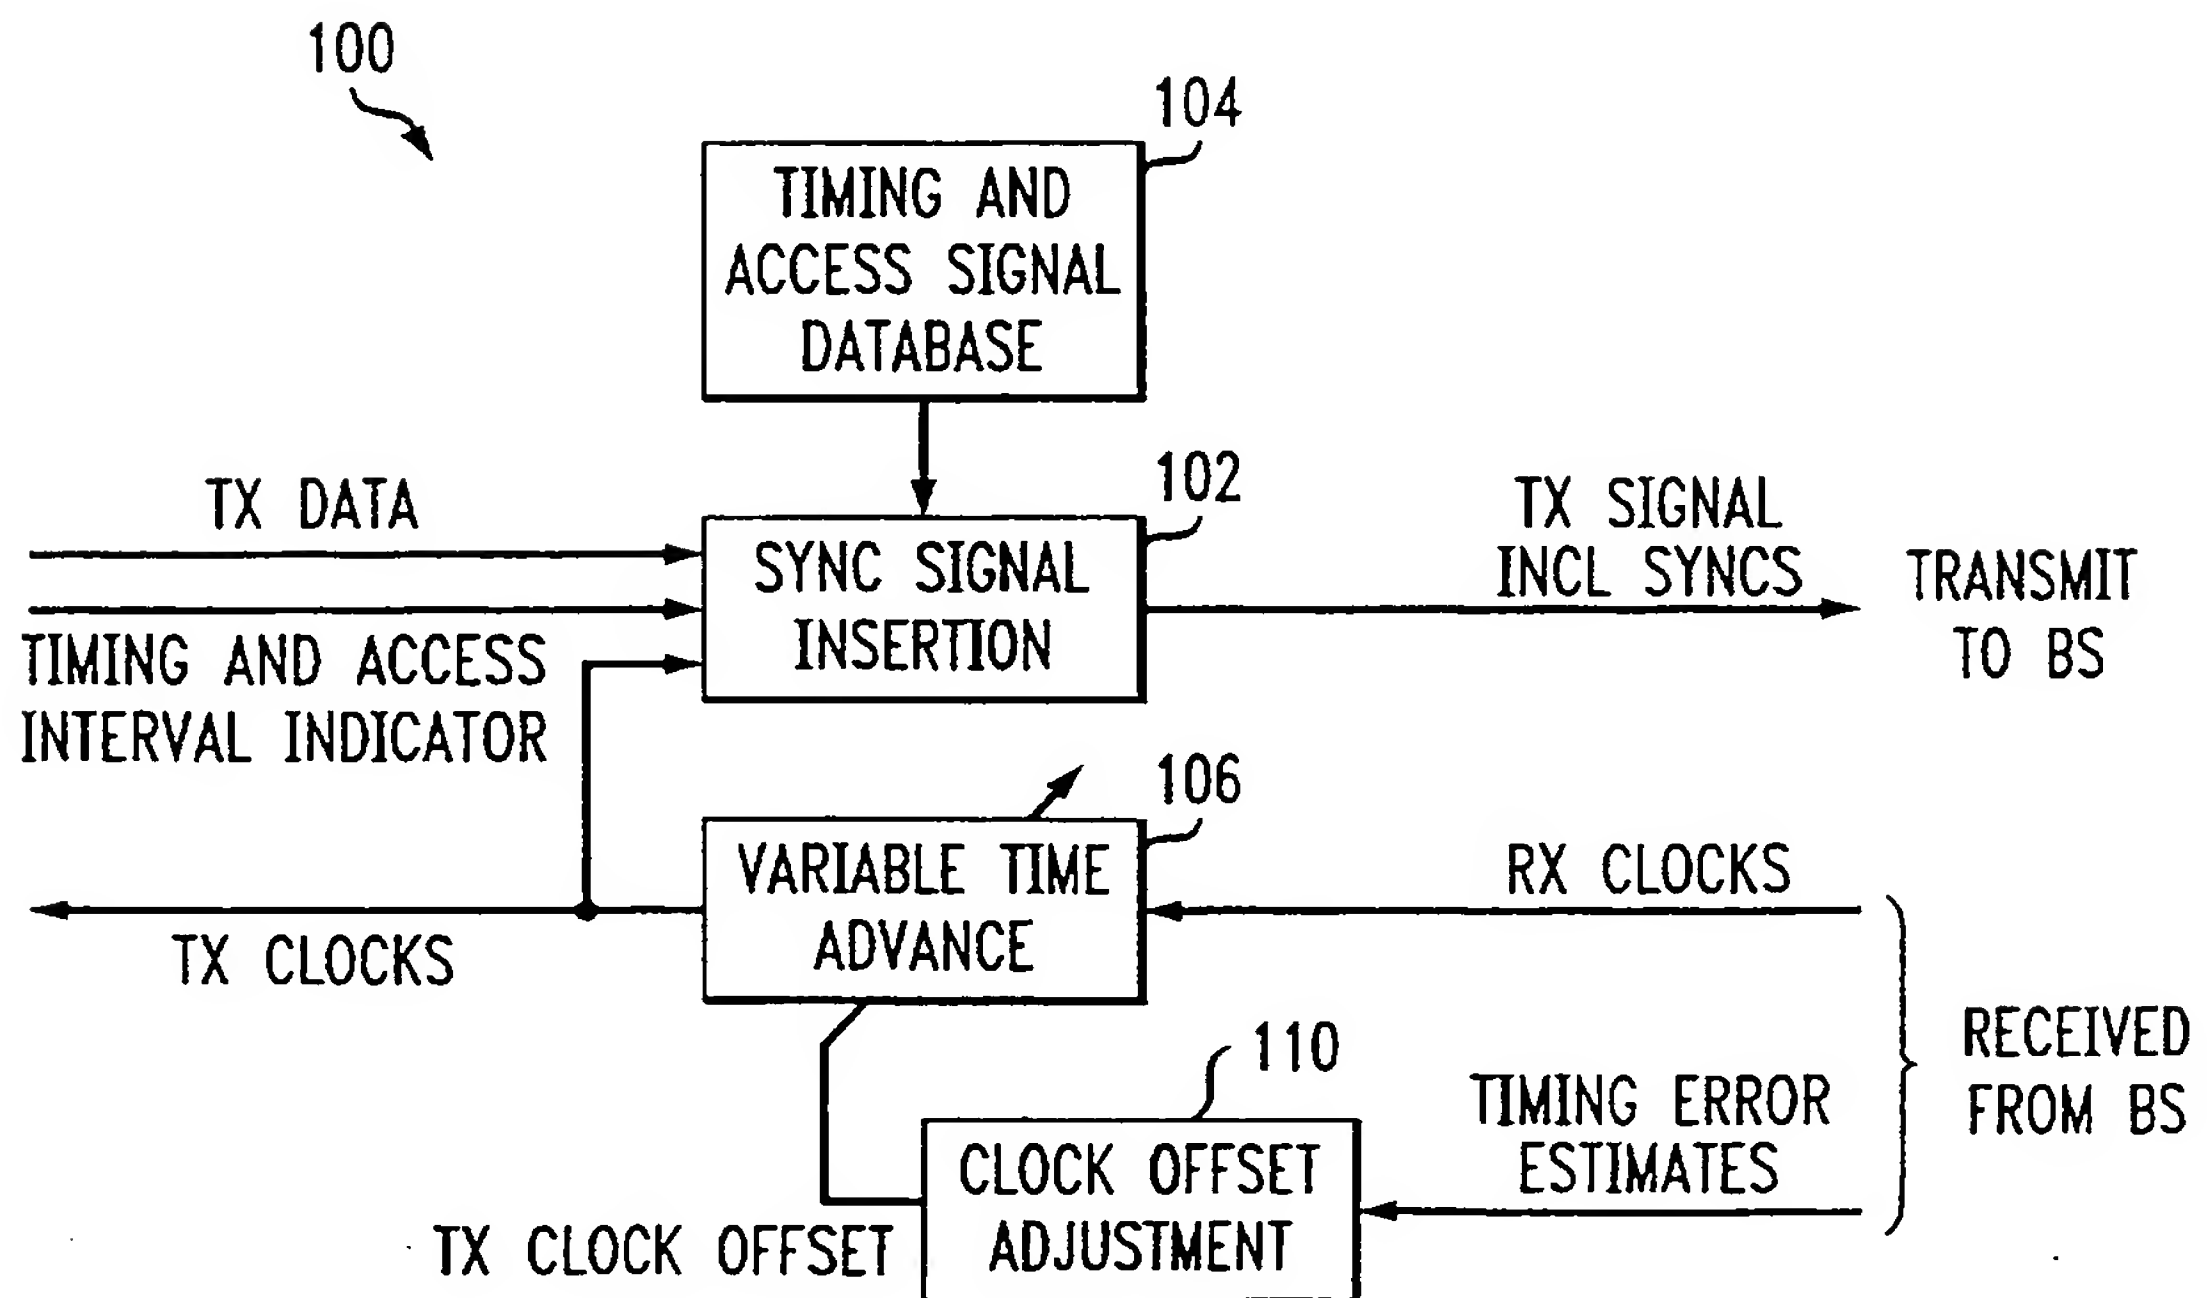 100
104
TIMING AND
ACCESS SIGNAL
DATABASE
102
TX DATA
TX SIGNAL
INCL SYNCS
SYNC SIGNAL
INSERTION
TRANSMIT
TO BS
TIMING AND ACCESS
INTERVAL INDICATOR
106
VARIABLE TIME
ADVANCE
RX CLOCKS
TX CLOCKS
RECEIVED
FROM BS
110
TIMING ERROR
ESTIMATES
CLOCK OFFSET
ADJUSTMENT
TX CLOCK OFFSET